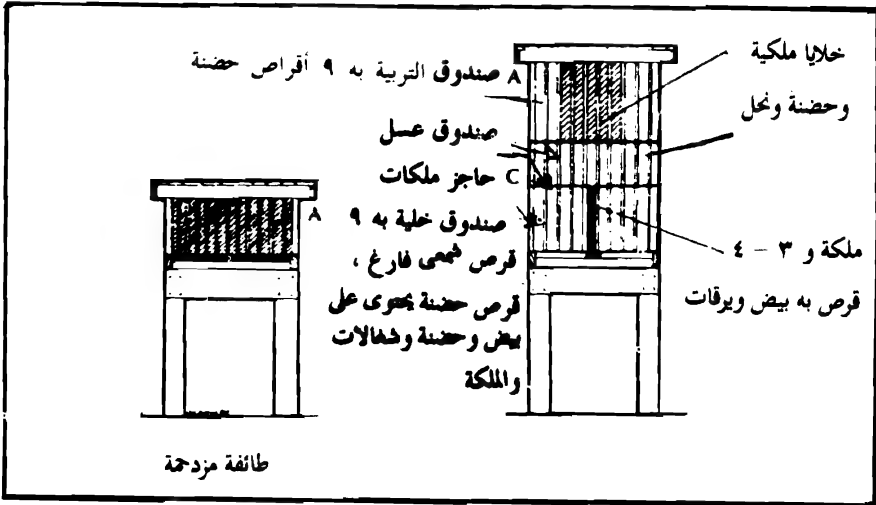 خلايا ملكية
وحضنة ونحل
ملكة و ٣ – ٤
قرص به بيض ويرقات
A صندوق التربية به ٩ أقراص حضنة
صندوق عسل
C حاجز ملكات
صندوق خلية به ٩
قرص شمعى فارغ ،
قرص حضنة يحتوى على
بيض وحضنة وشغالات
والملكة
A
طائفة مزدحمة